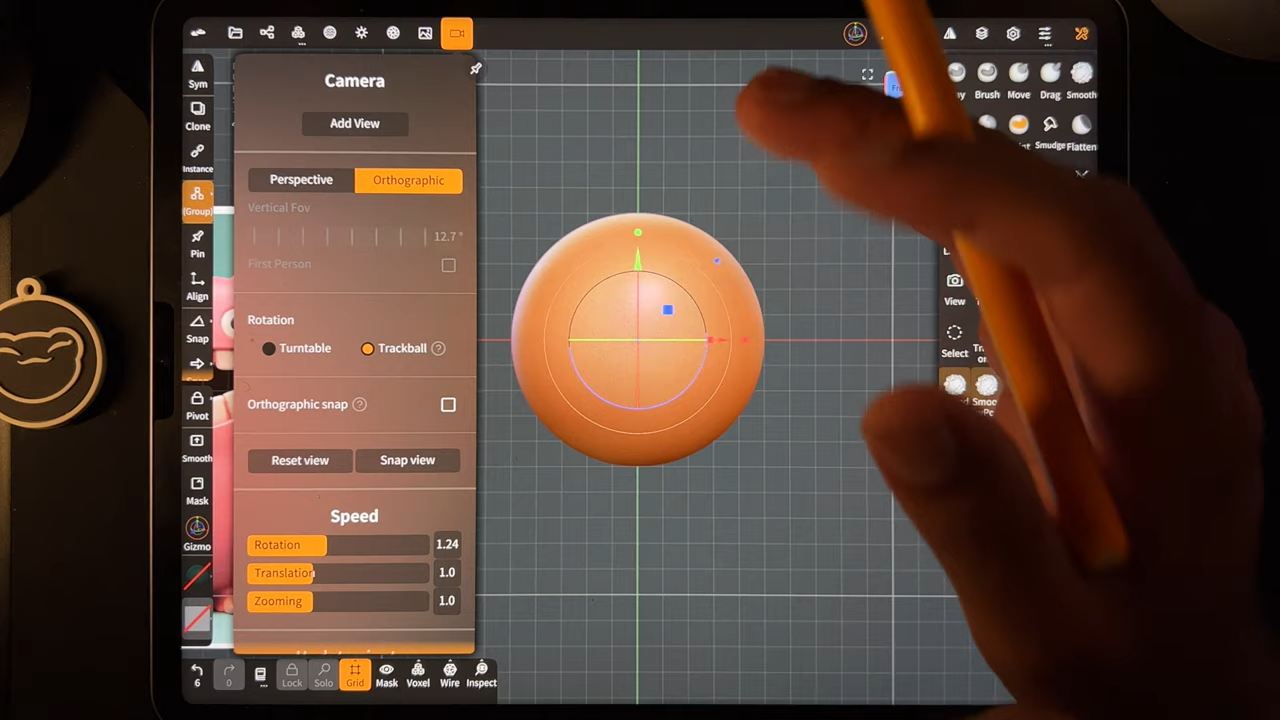 Sym
Clone
Instance
(Group)
Pin
Align
Snap
Pivot
Smooth
Mask
Gizmo
Camera
Add View
Perspective
Orthographic
Vertical Fov
12.7 °
First Person
Rotation
Turntable
Trackball ?
Orthographic snap ?
Reset view
Snap view
Speed
Rotation
1.24
Translation
1.0
Zooming
1.0
Brush
Move
Drag
Smooth
Smudge
Flatten
View
Select
6
0
Lock
Solo
Grid
Mask
Voxel
Wire
Inspect